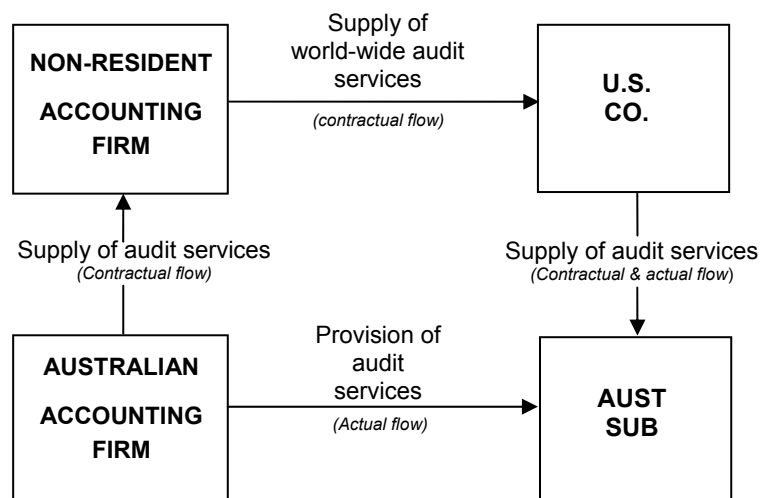 Supply of
world-wide audit
services
(contractual flow)
NON-RESIDENT
ACCOUNTING
FIRM
U.S.
CO.
Supply of audit services
(Contractual flow)
Supply of audit services
(Contractual & actual flow)
AUSTRALIAN
ACCOUNTING
FIRM
Provision of
audit
services
(Actual flow)
AUST
SUB